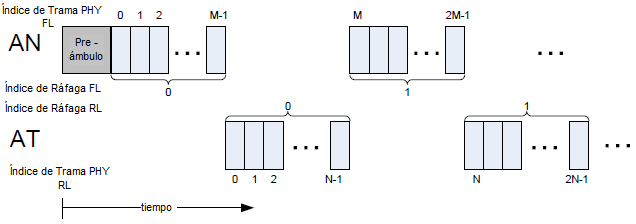 Índice de Trama PHY
FL
0 1 2 M-1 M 2M-1
AN
Pre -
ámbulo
...
...
...
Índice de Ráfaga FL
0 1
Índice de Ráfaga RL
0 1
AT
...
...
...
Índice de Trama PHY
RL
0 1 2 N-1 N 2N-1
tiempo